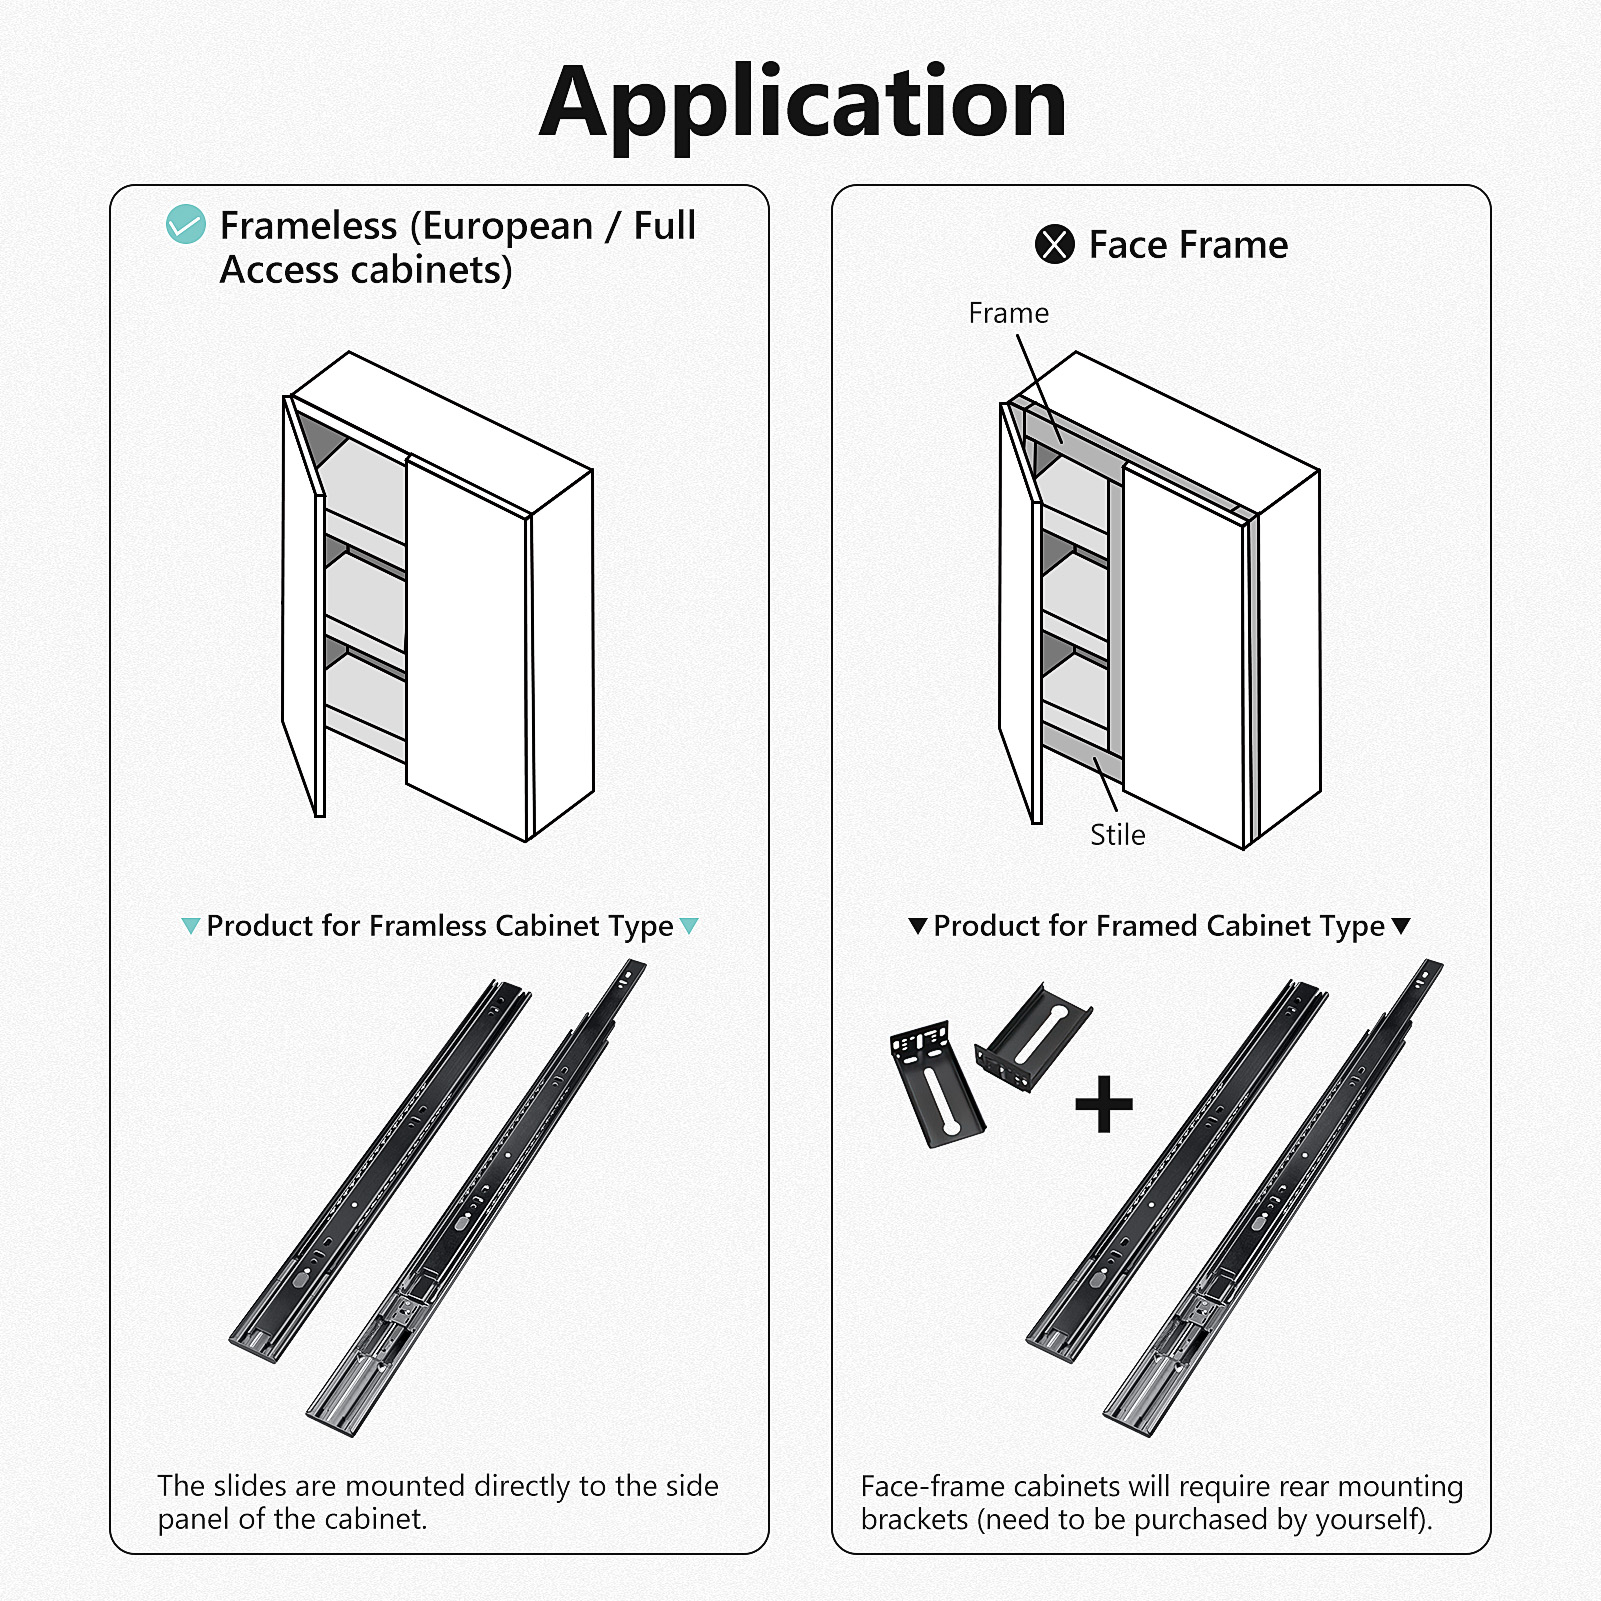 Application
Frameless (European / Full
Access cabinets)
Face Frame
Frame
Stile
Product for Framless Cabinet Type
Product for Framed Cabinet Type
The slides are mounted directly to the side
panel of the cabinet.
Face-frame cabinets will require rear mounting
brackets (need to be purchased by yourself).